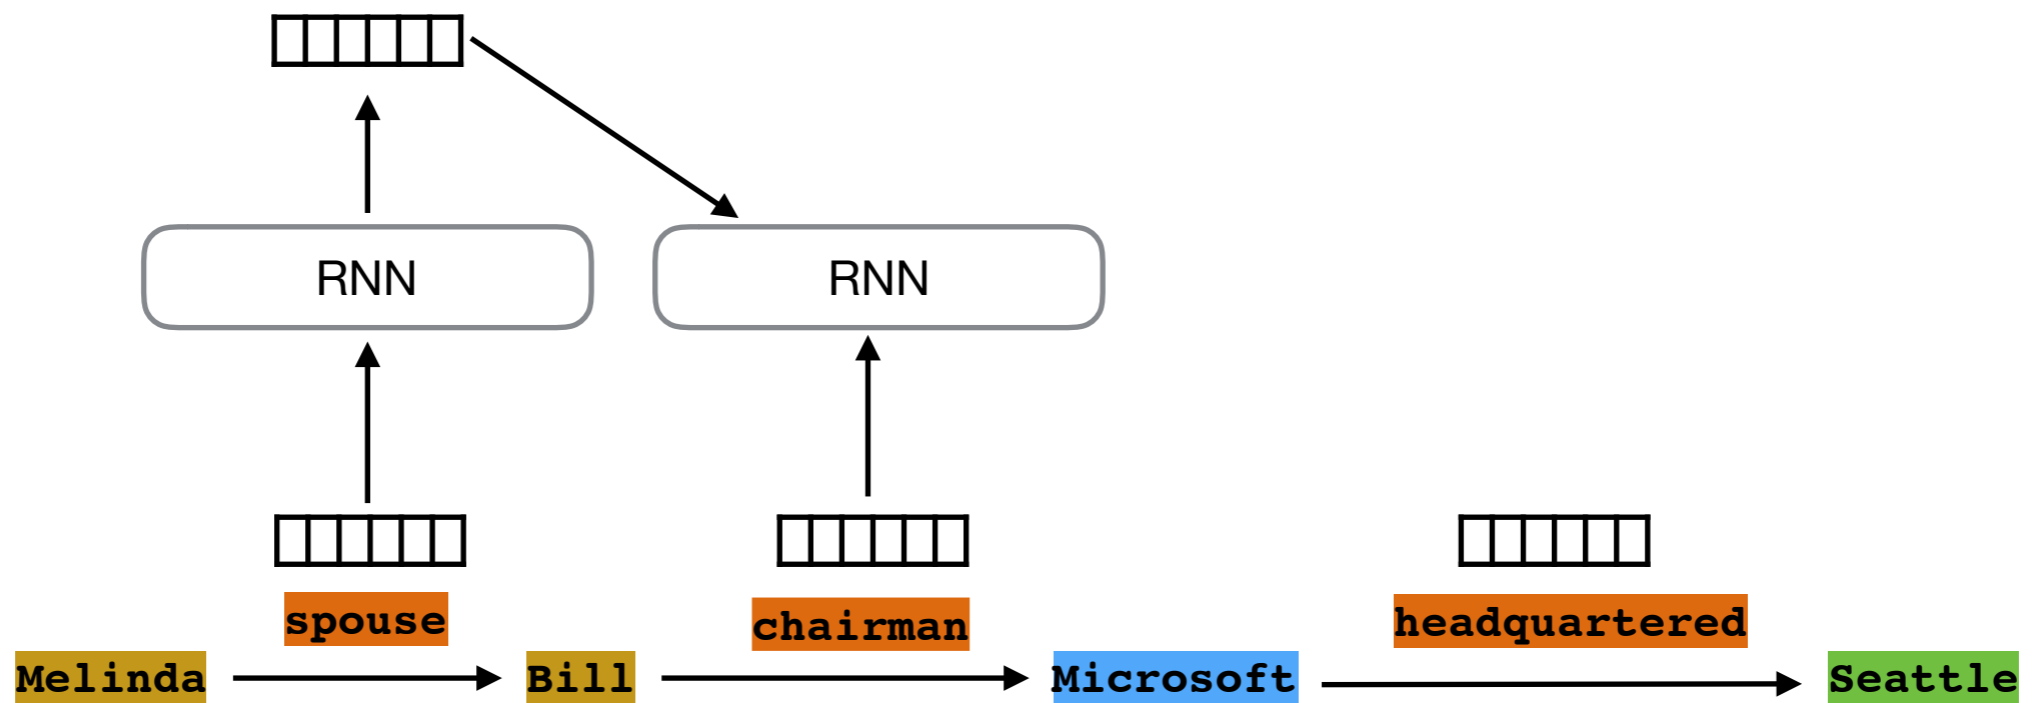 RNN RNN
spouse chairman headquartered
Melinda Bill Microsoft Seattle